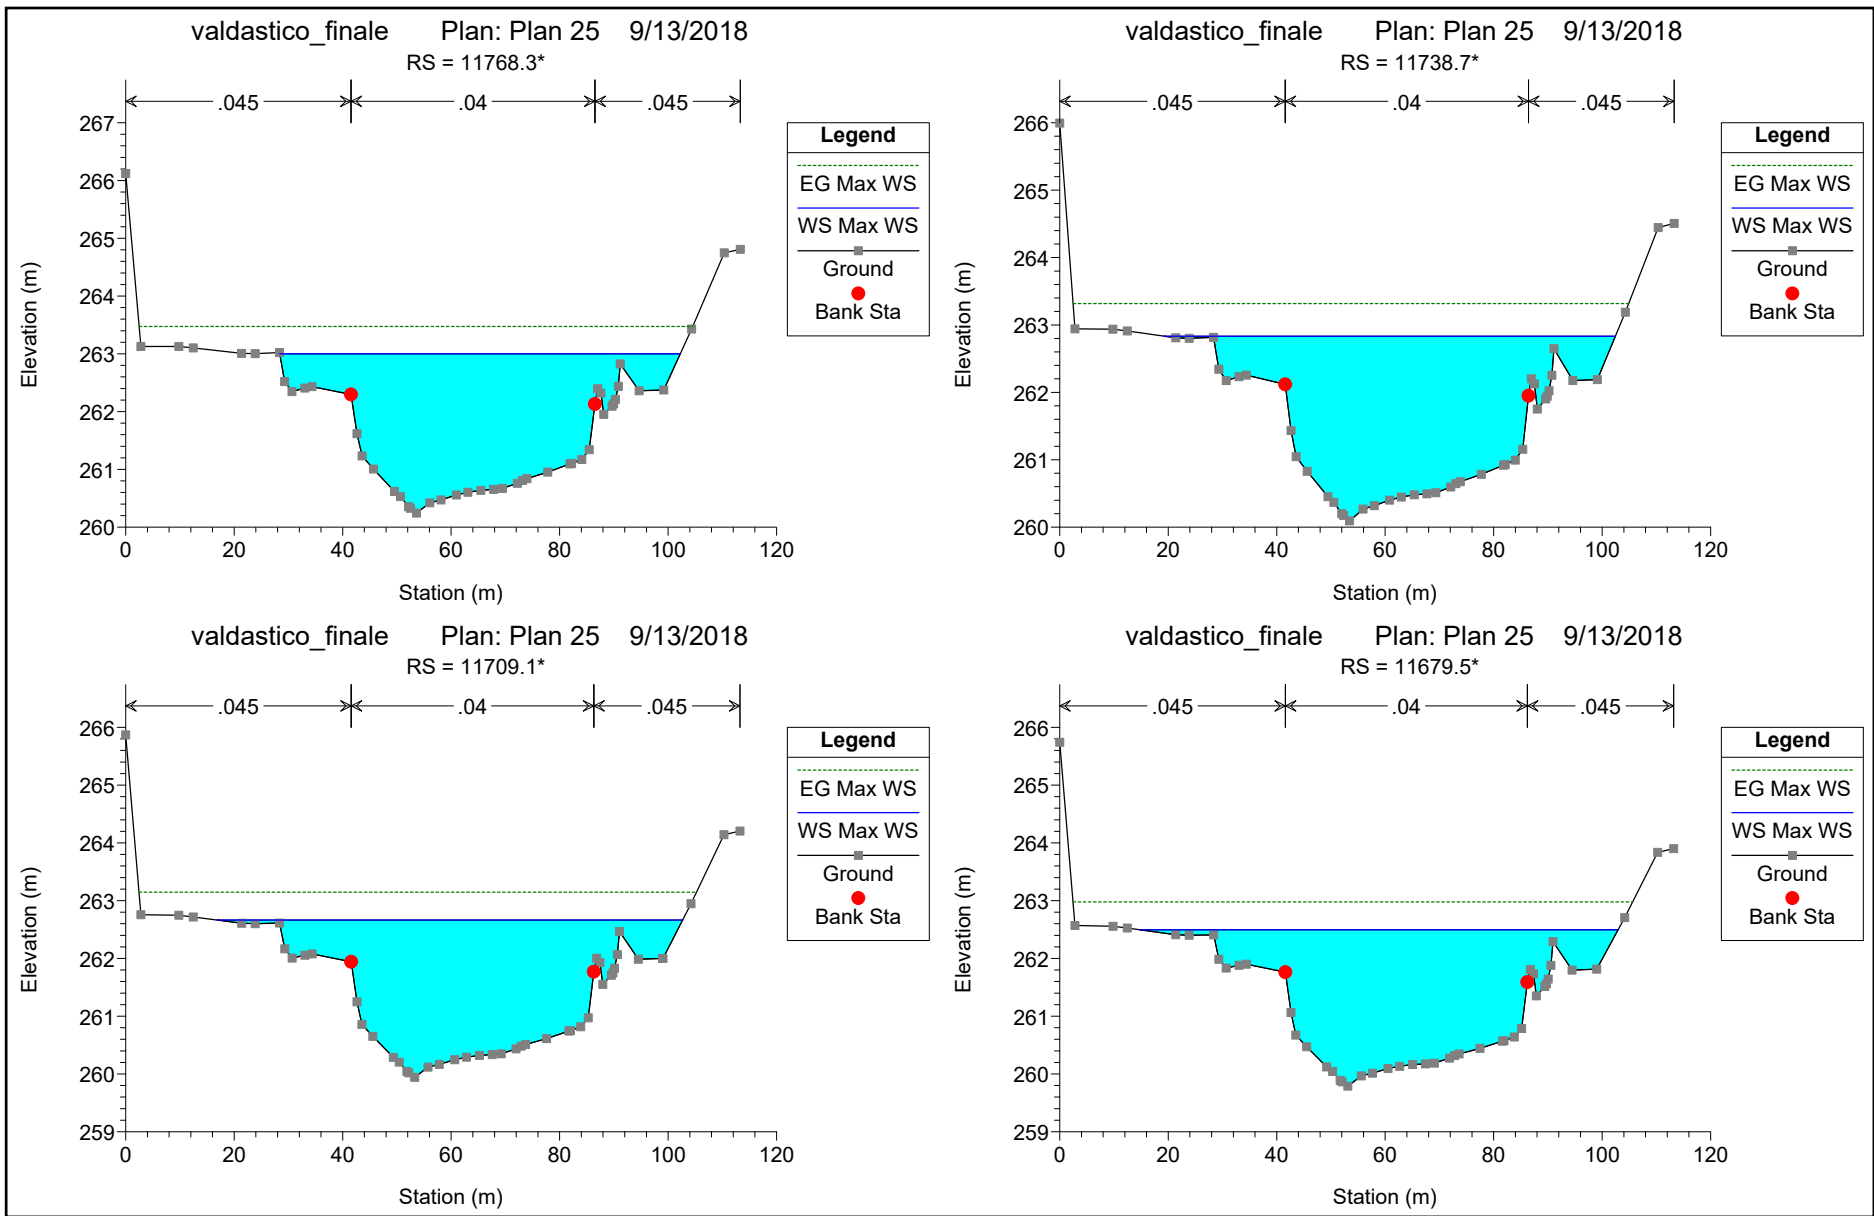 valdastico_finale Plan: Plan 25 9/13/2018
RS = 11768.3*
.045 .04 .045
267
266
265
264
263
262
261
260
0 20 40 60 80 100 120
Elevation (m)
Station (m)
Legend
EG Max WS
WS Max WS
Ground
Bank Sta
valdastico_finale Plan: Plan 25 9/13/2018
RS = 11738.7*
.045 .04 .045
266
265
264
263
262
261
260
0 20 40 60 80 100 120
Elevation (m)
Station (m)
Legend
EG Max WS
WS Max WS
Ground
Bank Sta
valdastico_finale Plan: Plan 25 9/13/2018
RS = 11709.1*
.045 .04 .045
266
265
264
263
262
261
260
259
0 20 40 60 80 100 120
Elevation (m)
Station (m)
Legend
EG Max WS
WS Max WS
Ground
Bank Sta
valdastico_finale Plan: Plan 25 9/13/2018
RS = 11679.5*
.045 .04 .045
266
265
264
263
262
261
260
259
0 20 40 60 80 100 120
Elevation (m)
Station (m)
Legend
EG Max WS
WS Max WS
Ground
Bank Sta